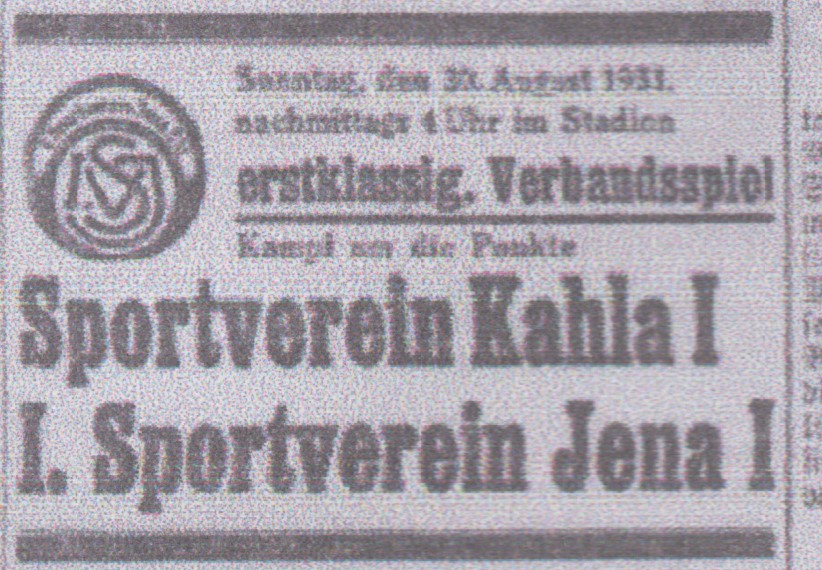 Sonntag, den 23. August 1931.
nachmittags 4 Uhr im Stadion
erstklassig. Verbandsspiel
Kampf um die Punkte
Sportverein Kahla I
I. Sportverein Jena I